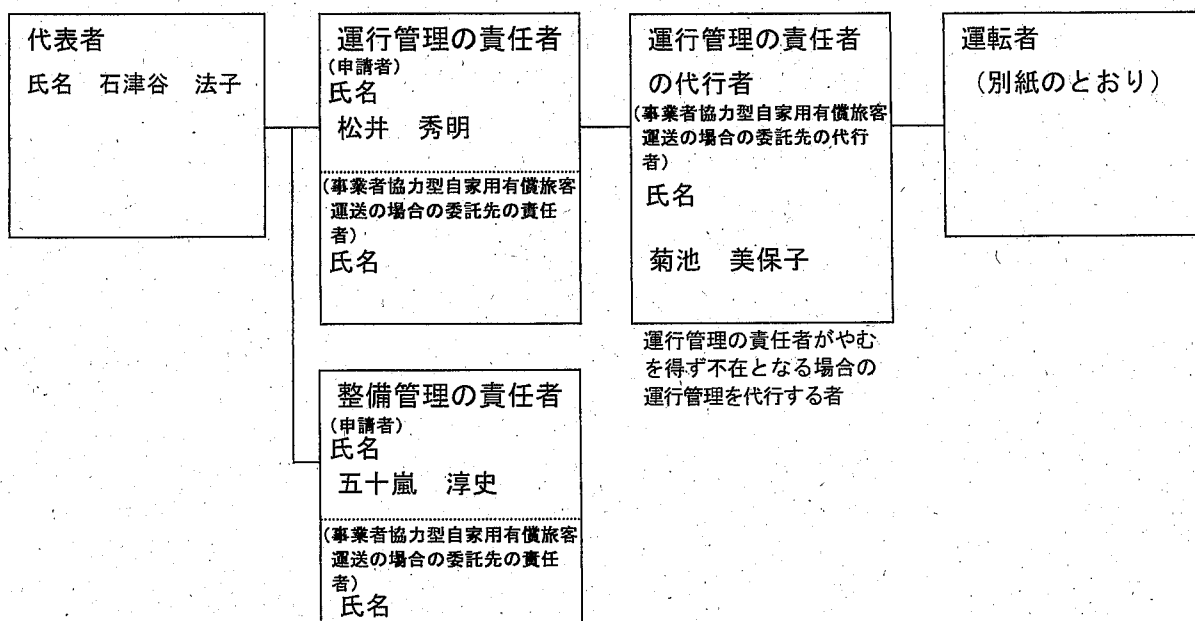 代表者
氏名 石津谷 法子
運行管理の責任者
(申請者)
氏名
松井 秀明
(事業者協力型自家用有償旅客
運送の場合の委託先の責任
者)
氏名
運行管理の責任者
の代行者
(事業者協力型自家用有償旅客
運送の場合の委託先の代行
者)
氏名
菊池 美保子
運行管理の責任者がやむ
を得ず不在となる場合の
運行管理を代行する者
運転者
(別紙のとおり)
整備管理の責任者
(申請者)
氏名
五十嵐 淳史
(事業者協力型自家用有償旅客
運送の場合の委託先の責任
者)
氏名